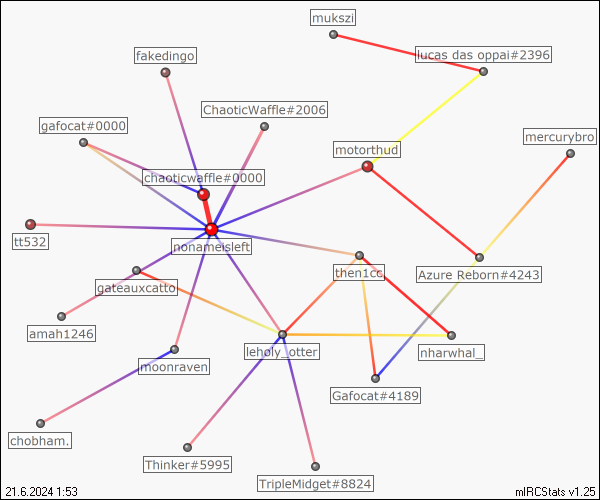 mukszi
fakedingo
lucas das oppai#2396
ChaoticWaffle#2006
gafocat#0000
mercurybro
motorthud
chaoticwaffle#0000
tt532
nonameisleft
then1cc
Azure Reborn#4243
gateauxcatto
amah1246
leholy_otter
nharwhal_
moonraven
Gafocat#4189
chobham.
Thinker#5995
TripleMidget#8824
21.6.2024 1:53
mIRCStats v1.25